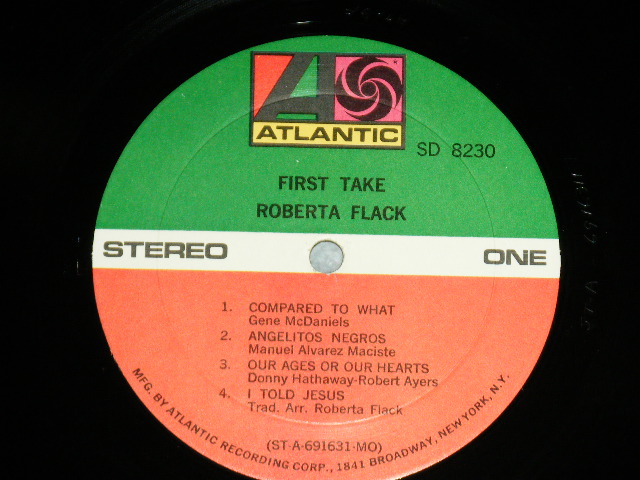 ATLANTIC
SD 8230
FIRST TAKE
ROBERTA FLACK
STEREO
ONE
1. COMPARED TO WHAT
Gene McDaniels
2. ANGELITOS NEGROS
Manuel Alvarez Maciste
3. OUR AGES OR OUR HEARTS
Donny Hathaway-Robert Ayers
4. I TOLD JESUS
Trad. Arr. Roberta Flack
(ST-A-691631-MO)
MFG. BY ATLANTIC RECORDING CORP., 1841 BROADWAY, NEW YORK, N.Y.